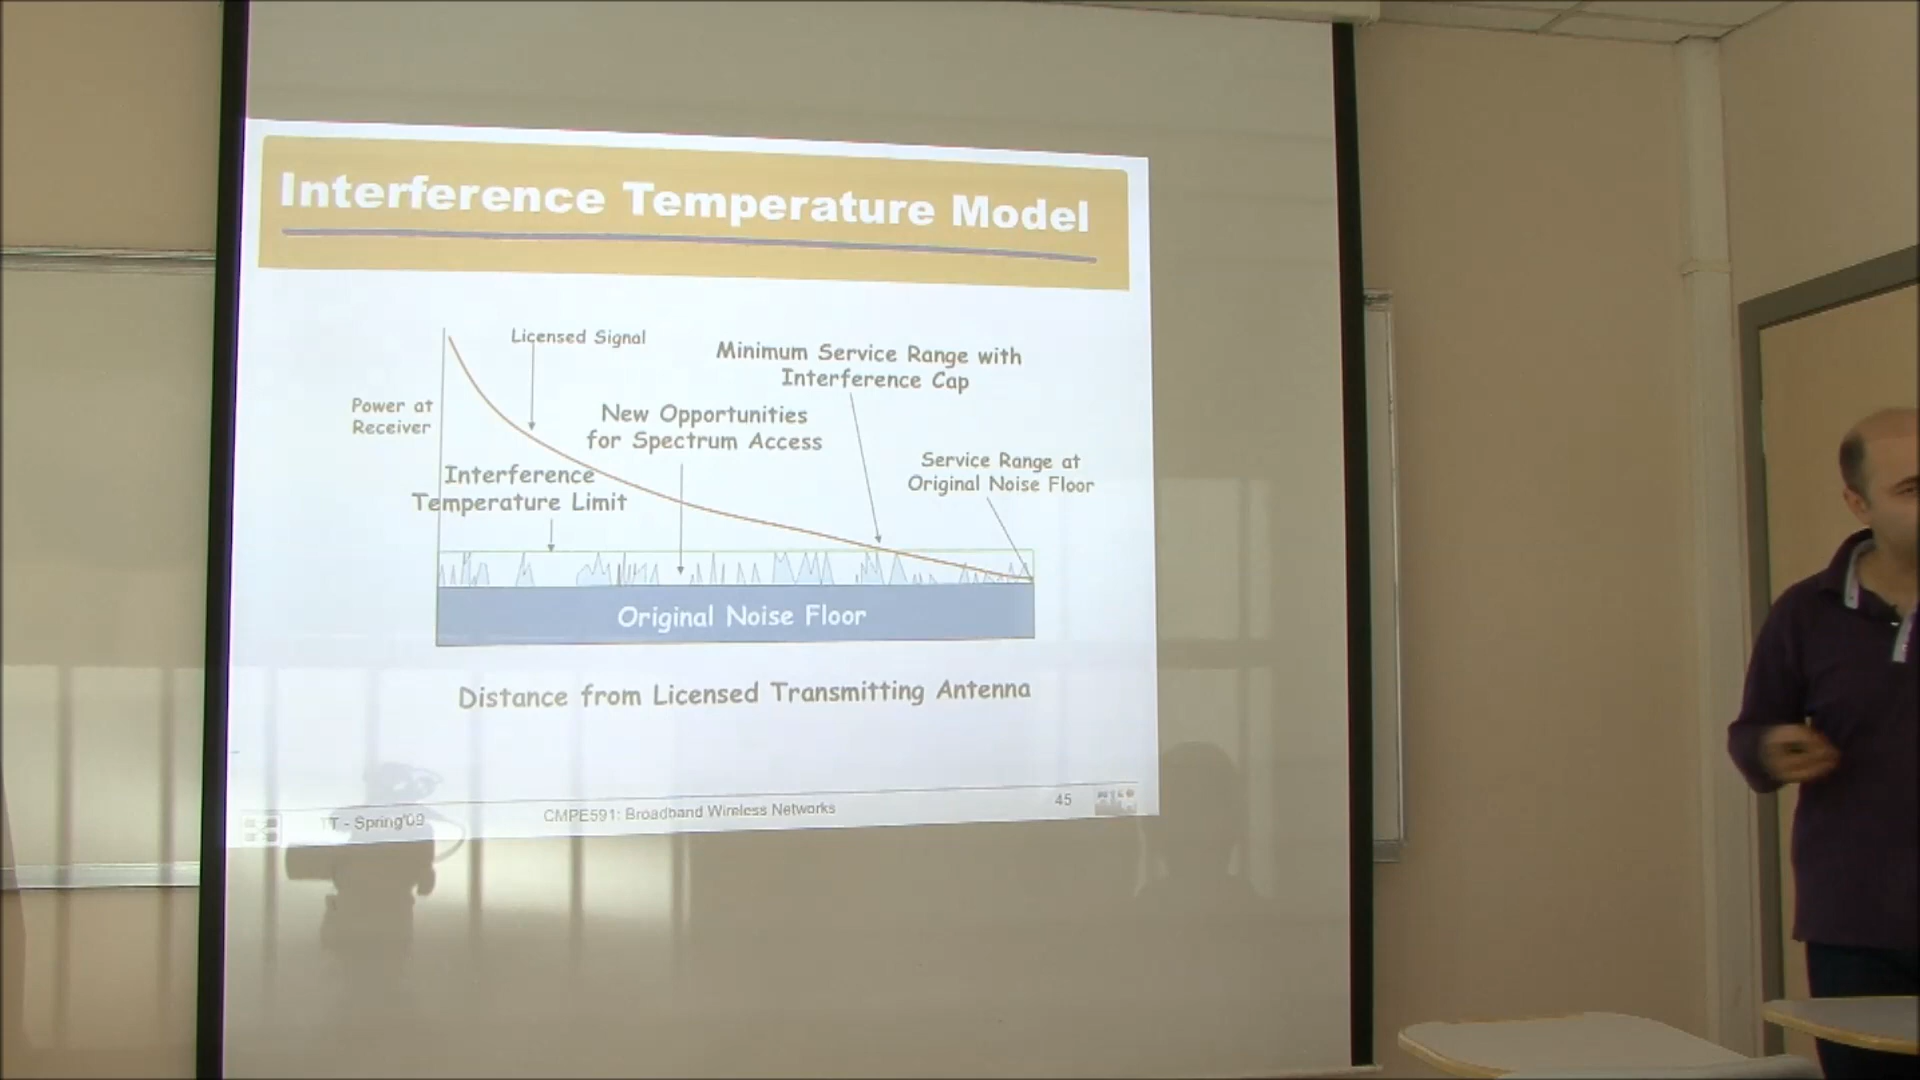 Interference Temperature Model
Licensed Signal
Minimum Service Range with
Interference Cap
Power at
Receiver
New Opportunities
for Spectrum Access
Interference
Temperature Limit
Service Range at
Original Noise Floor
Original Noise Floor
Distance from Licensed Transmitting Antenna
TT - Spring'09
CMPE591: Broadband Wireless Networks
45